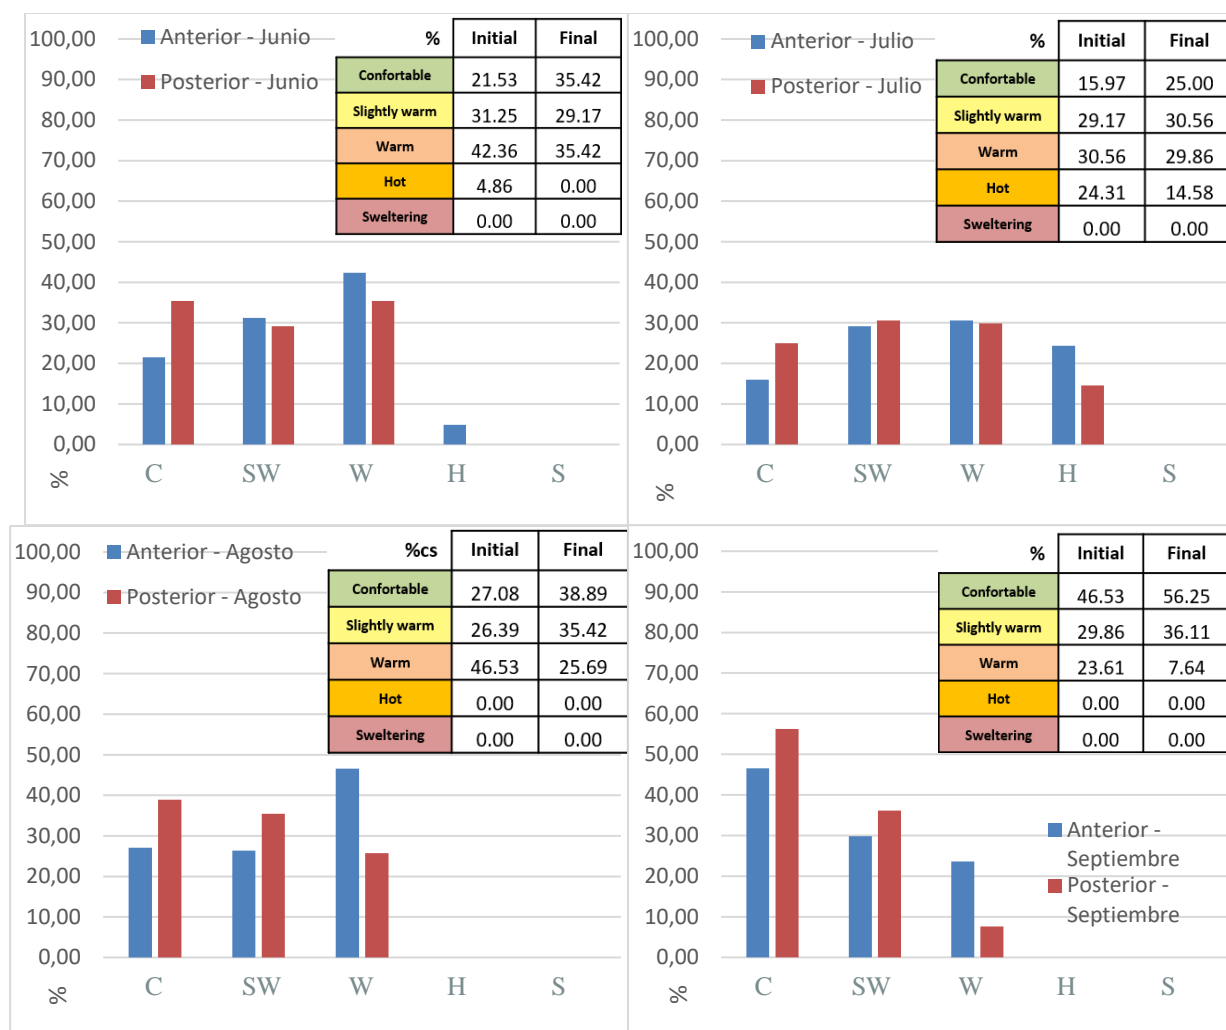 100,00
90,00
80,00
70,00
60,00
50,00
40,00
30,00
20,00
10,00
0,00
%
Anterior - Junio
Posterior - Junio
% Initial Final
Confortable 21.53 35.42
Slightly warm 31.25 29.17
Warm 42.36 35.42
Hot 4.86 0.00
Sweltering 0.00 0.00
C SW W H S
100,00
90,00
80,00
70,00
60,00
50,00
40,00
30,00
20,00
10,00
0,00
%
Anterior - Julio
Posterior - Julio
% Initial Final
Confortable 15.97 25.00
Slightly warm 29.17 30.56
Warm 30.56 29.86
Hot 24.31 14.58
Sweltering 0.00 0.00
C SW W H S
100,00
90,00
80,00
70,00
60,00
50,00
40,00
30,00
20,00
10,00
0,00
%
Anterior - Agosto
Posterior - Agosto
%cs Initial Final
Confortable 27.08 38.89
Slightly warm 26.39 35.42
Warm 46.53 25.69
Hot 0.00 0.00
Sweltering 0.00 0.00
C SW W H S
100,00
90,00
80,00
70,00
60,00
50,00
40,00
30,00
20,00
10,00
0,00
%
% Initial Final
Confortable 46.53 56.25
Slightly warm 29.86 36.11
Warm 23.61 7.64
Hot 0.00 0.00
Sweltering 0.00 0.00
Anterior -
Septiembre
Posterior -
Septiembre
C SW W H S